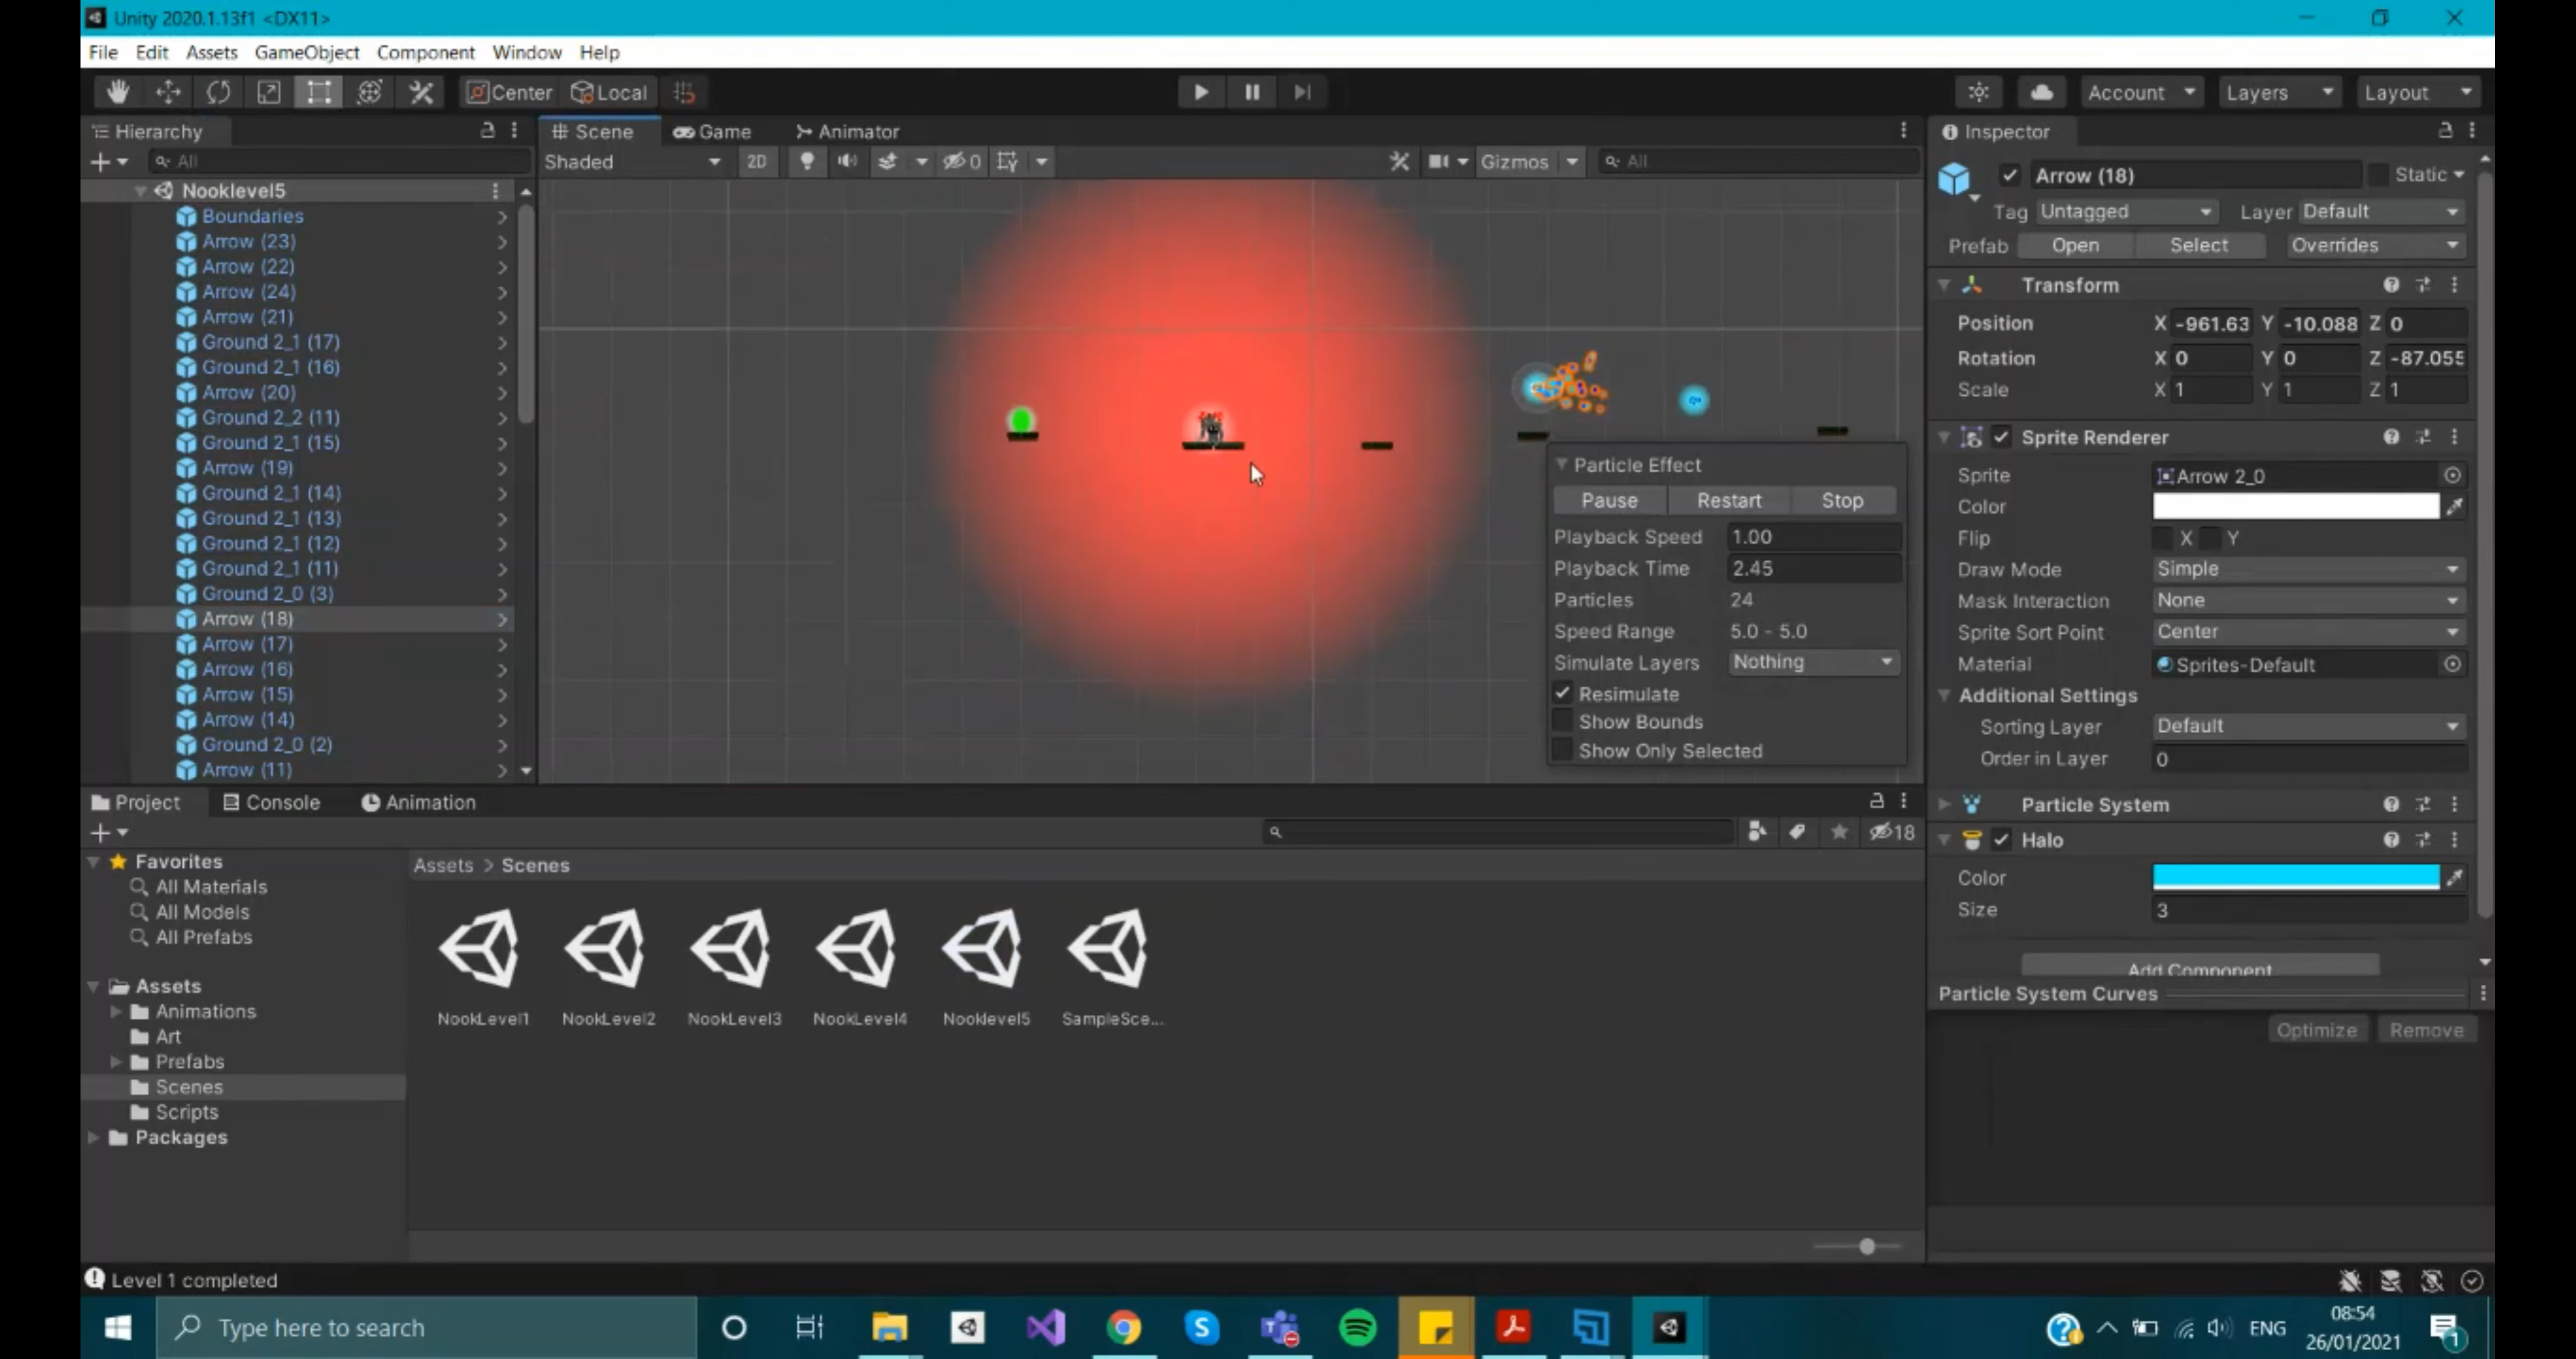 Unity 2020.1.13f1 <DX11>
File Edit Assets GameObject Component Window Help
Center Local Account Layers Layout
Hierarchy
All
Nooklevel5
Boundaries
Arrow (23)
Arrow (22)
Arrow (24)
Arrow (21)
Ground 2_1 (17)
Ground 2_1 (16)
Arrow (20)
Ground 2_2 (11)
Ground 2_1 (15)
Arrow (19)
Ground 2_1 (14)
Ground 2_1 (13)
Ground 2_1 (12)
Ground 2_1 (11)
Ground 2_0 (3)
Arrow (18)
Arrow (17)
Arrow (16)
Arrow (15)
Arrow (14)
Ground 2_0 (2)
Arrow (11)
Scene Game Animator
Shaded 2D 0 Gizmos All
Particle Effect
Pause Restart Stop
Playback Speed 1.00
Playback Time 2.45
Particles 24
Speed Range 5.0 - 5.0
Simulate Layers Nothing
Resimulate
Show Bounds
Show Only Selected
Inspector
Arrow (18) Static
Tag Untagged Layer Default
Prefab Open Select Overrides
Transform
Position X -961.63 Y -10.088 Z 0
Rotation X 0 Y 0 Z -87.055
Scale X 1 Y 1 Z 1
Sprite Renderer
Sprite Arrow 2_0
Color
Flip X Y
Draw Mode Simple
Mask Interaction None
Sprite Sort Point Center
Material Sprites-Default
Additional Settings
Sorting Layer Default
Order in Layer 0
Particle System
Halo
Color
Size 3
Add Component
Particle System Curves
Optimize Remove
Project Console Animation
18
Favorites
All Materials
All Models
All Prefabs
Assets
Animations
Art
Prefabs
Scenes
Scripts
Packages
Assets > Scenes
NookLevel1 NookLevel2 NookLevel3 NookLevel4 Nooklevel5 SampleSce...
Level 1 completed
Type here to search
ENG
08:54
26/01/2021
1